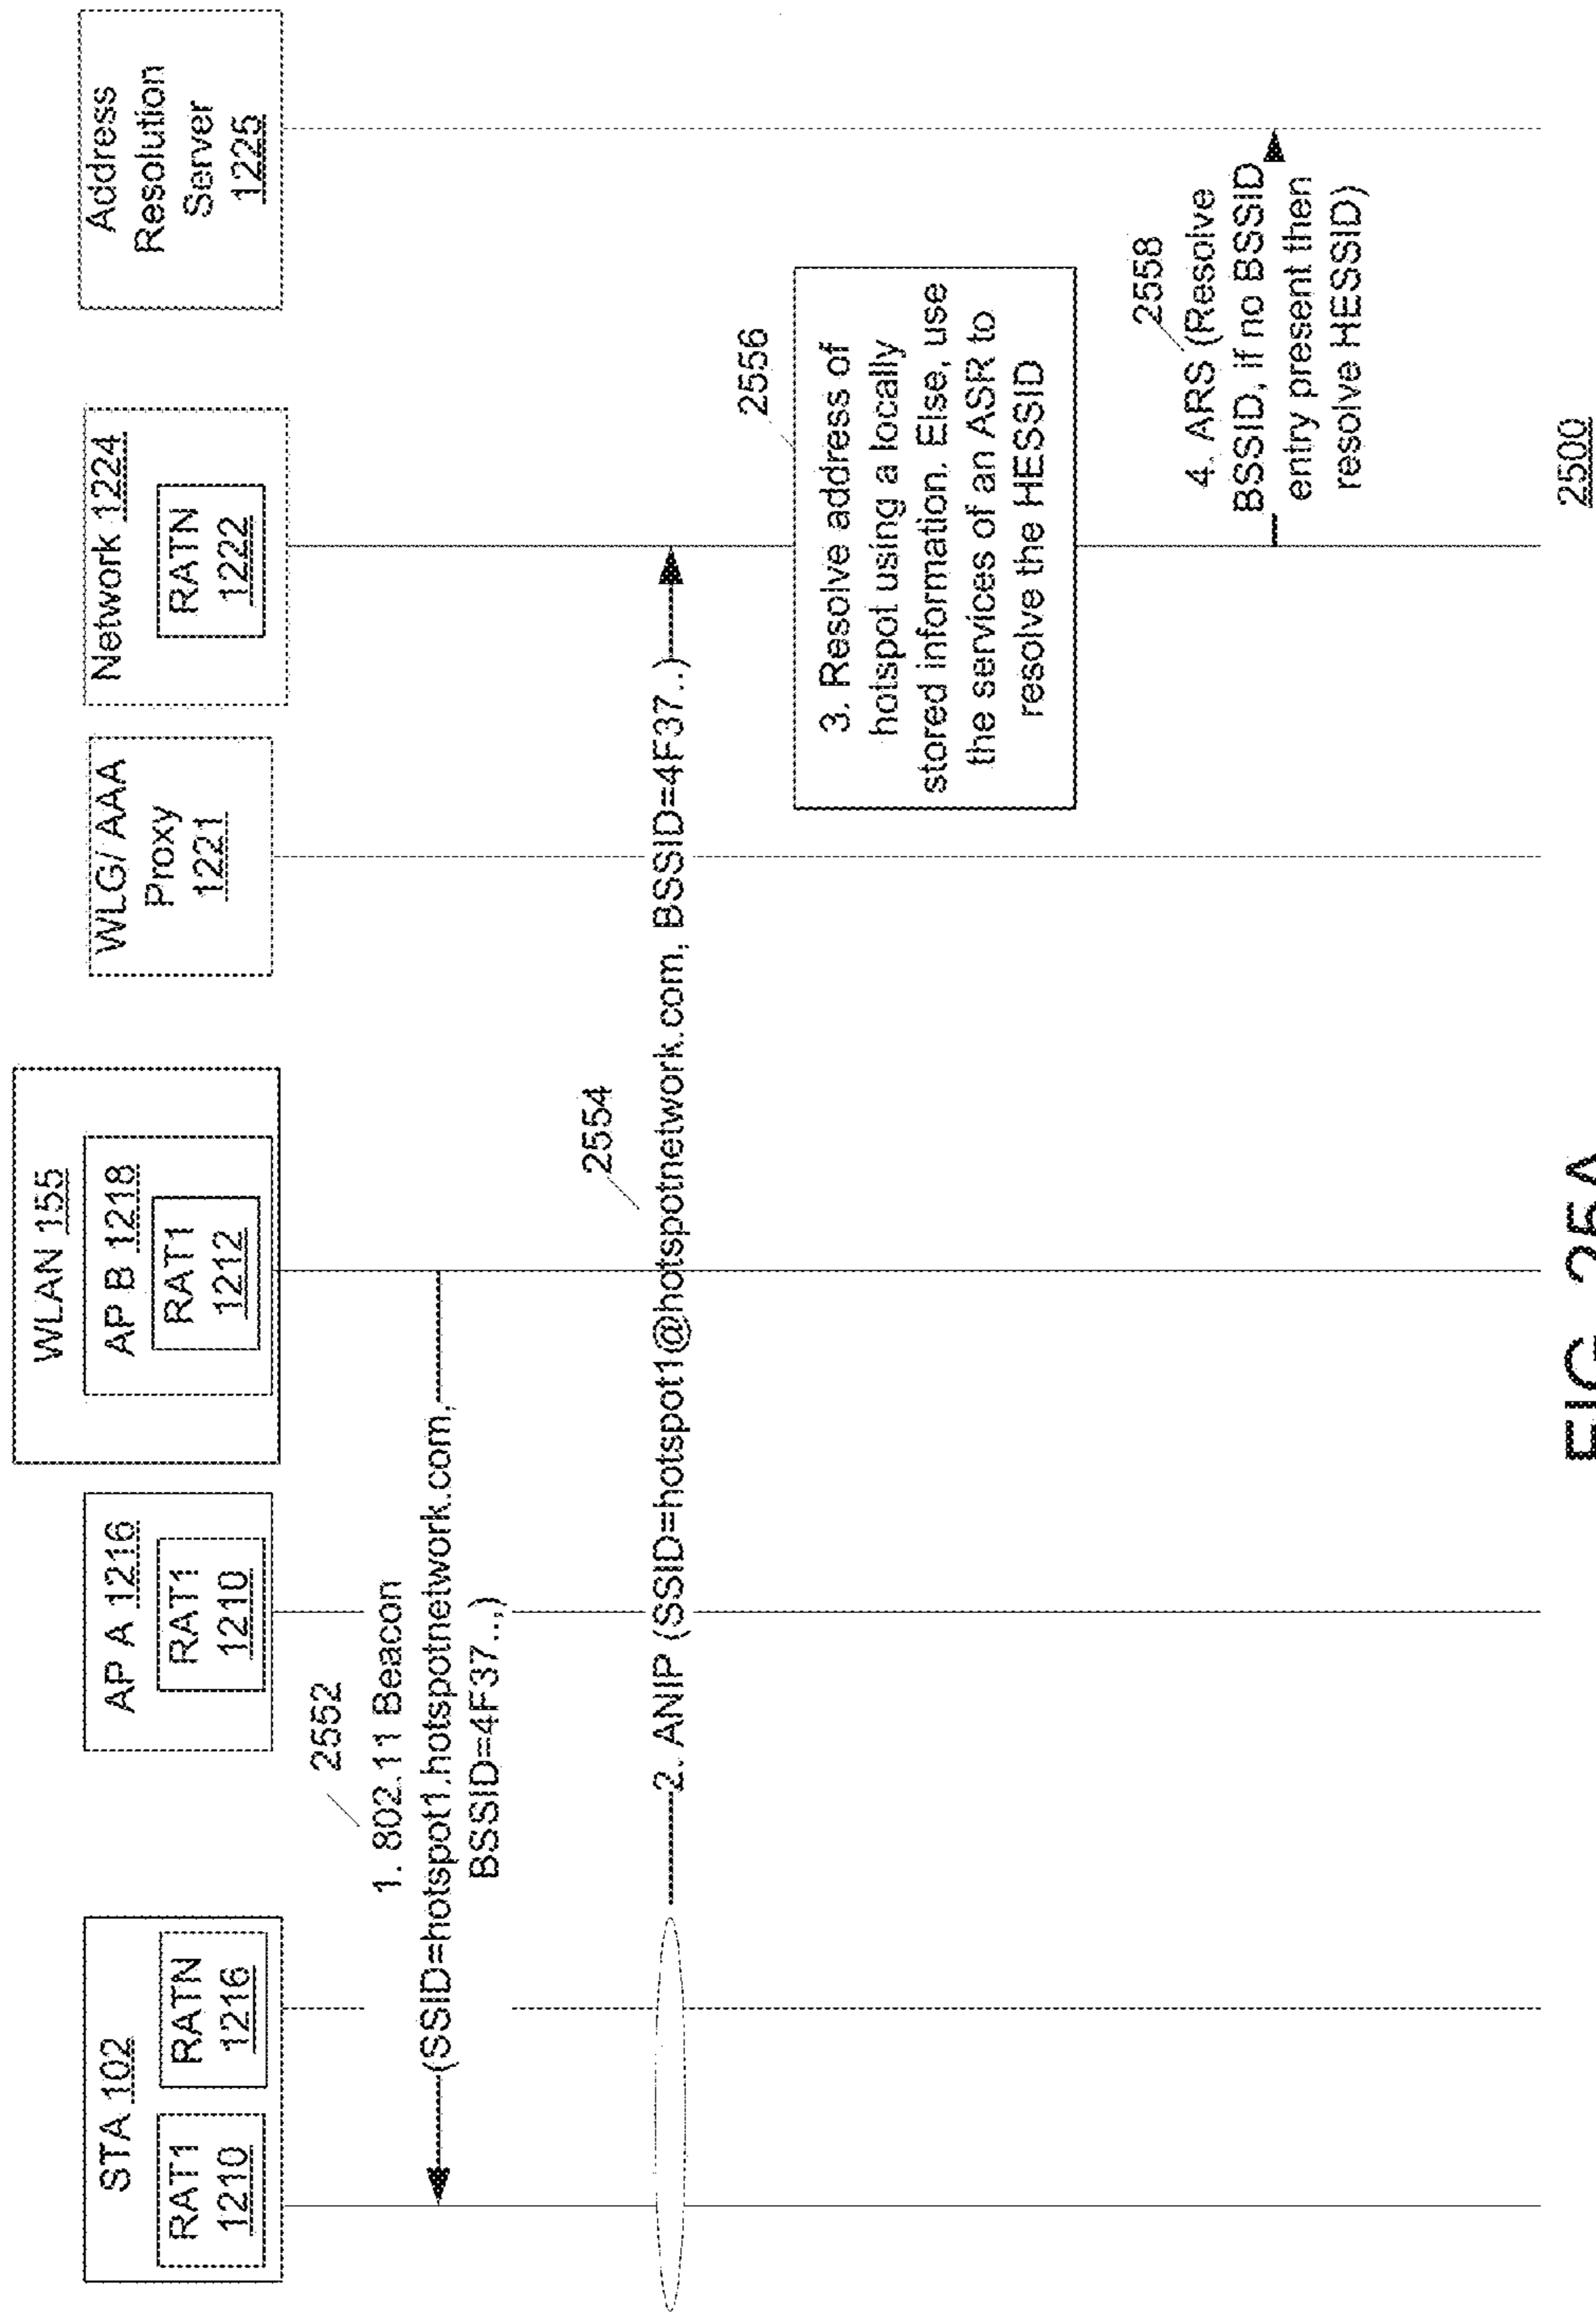 STA 102
RAT1
1210
RATN
1216
AP A 1216
RAT1
1210
WLAN 155
AP B 1218
RAT1
1212
WLG/ AAA
Proxy
1221
Network 1224
RATN
1222
Address
Resolution
Server
1225
2552
1. 802.11 Beacon
(SSID=hotspot1.hotspotnetwork.com,
BSSID=4F37..,)
2554
2. ANIP (SSID=hotspot1@hotspotnetwork.com, BSSID=4F37..)
2556
3. Resolve address of
hotspot using a locally
stored information. Else, use
the services of an ASR to
resolve the HESSID
2558
4. ARS (Resolve
BSSID, if no BSSID
entry present then
resolve HESSID)
2500
FIG. 25A